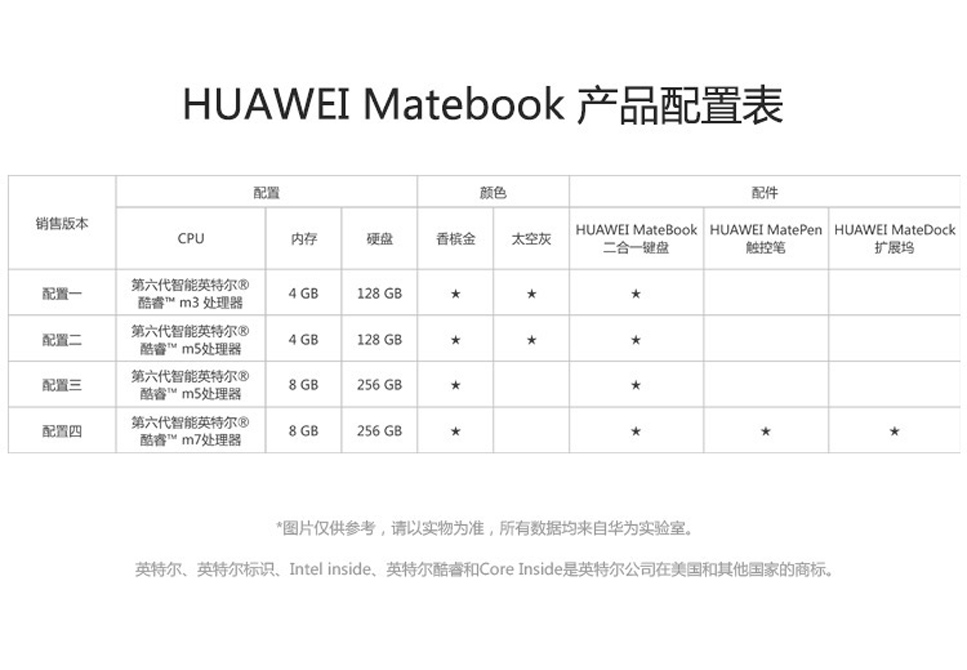 HUAWEI Matebook 产品配置表
销售版本 配置 颜色 配件
CPU 内存 硬盘 香槟金 太空灰 HUAWEI MateBook 二合一键盘 HUAWEI MatePen 触控笔 HUAWEI MateDock 扩展坞
配置一 第六代智能英特尔® 酷睿™ m3 处理器 4 GB 128 GB ★ ★ ★
配置二 第六代智能英特尔® 酷睿™ m5处理器 4 GB 128 GB ★ ★ ★
配置三 第六代智能英特尔® 酷睿™ m5处理器 8 GB 256 GB ★ ★
配置四 第六代智能英特尔® 酷睿™ m7处理器 8 GB 256 GB ★ ★ ★ ★
*图片仅供参考，请以实物为准，所有数据均来自华为实验室。
英特尔、英特尔标识、Intel inside、英特尔酷睿和Core Inside是英特尔公司在美国和其他国家的商标。